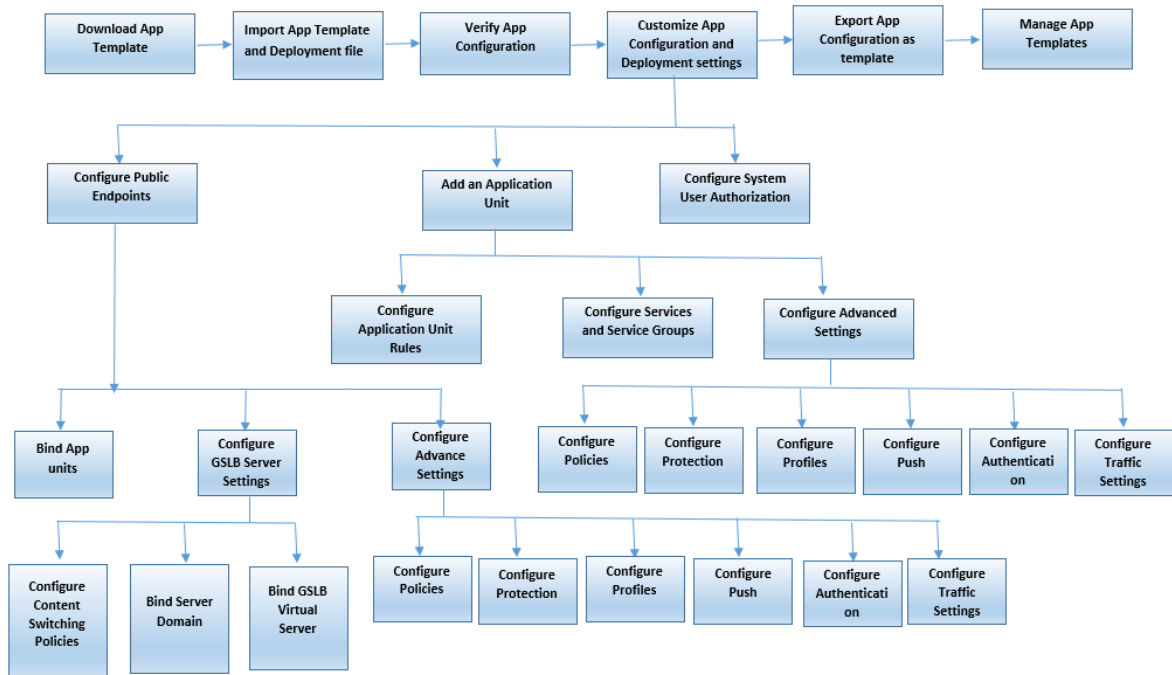 Download App
Template
Import App Template
and Deployment file
Verify App
Configuration
Customize App
Configuration and
Deployment settings
Export App
Configuration as
template
Manage App
Templates
Configure Public
Endpoints
Add an Application
Unit
Configure System
User Authorization
Configure
Application Unit
Rules
Configure Services
and Service Groups
Configure Advanced
Settings
Bind App
units
Configure
GSLB Server
Settings
Configure
Advance
Settings
Configure
Policies
Configure
Protection
Configure
Profiles
Configure
Push
Configure
Authenticati
on
Configure
Traffic
Settings
Configure
Content
Switching
Policies
Bind Server
Domain
Bind GSLB
Virtual
Server
Configure
Policies
Configure
Protection
Configure
Profiles
Configure
Push
Configure
Authenticati
on
Configure
Traffic
Settings